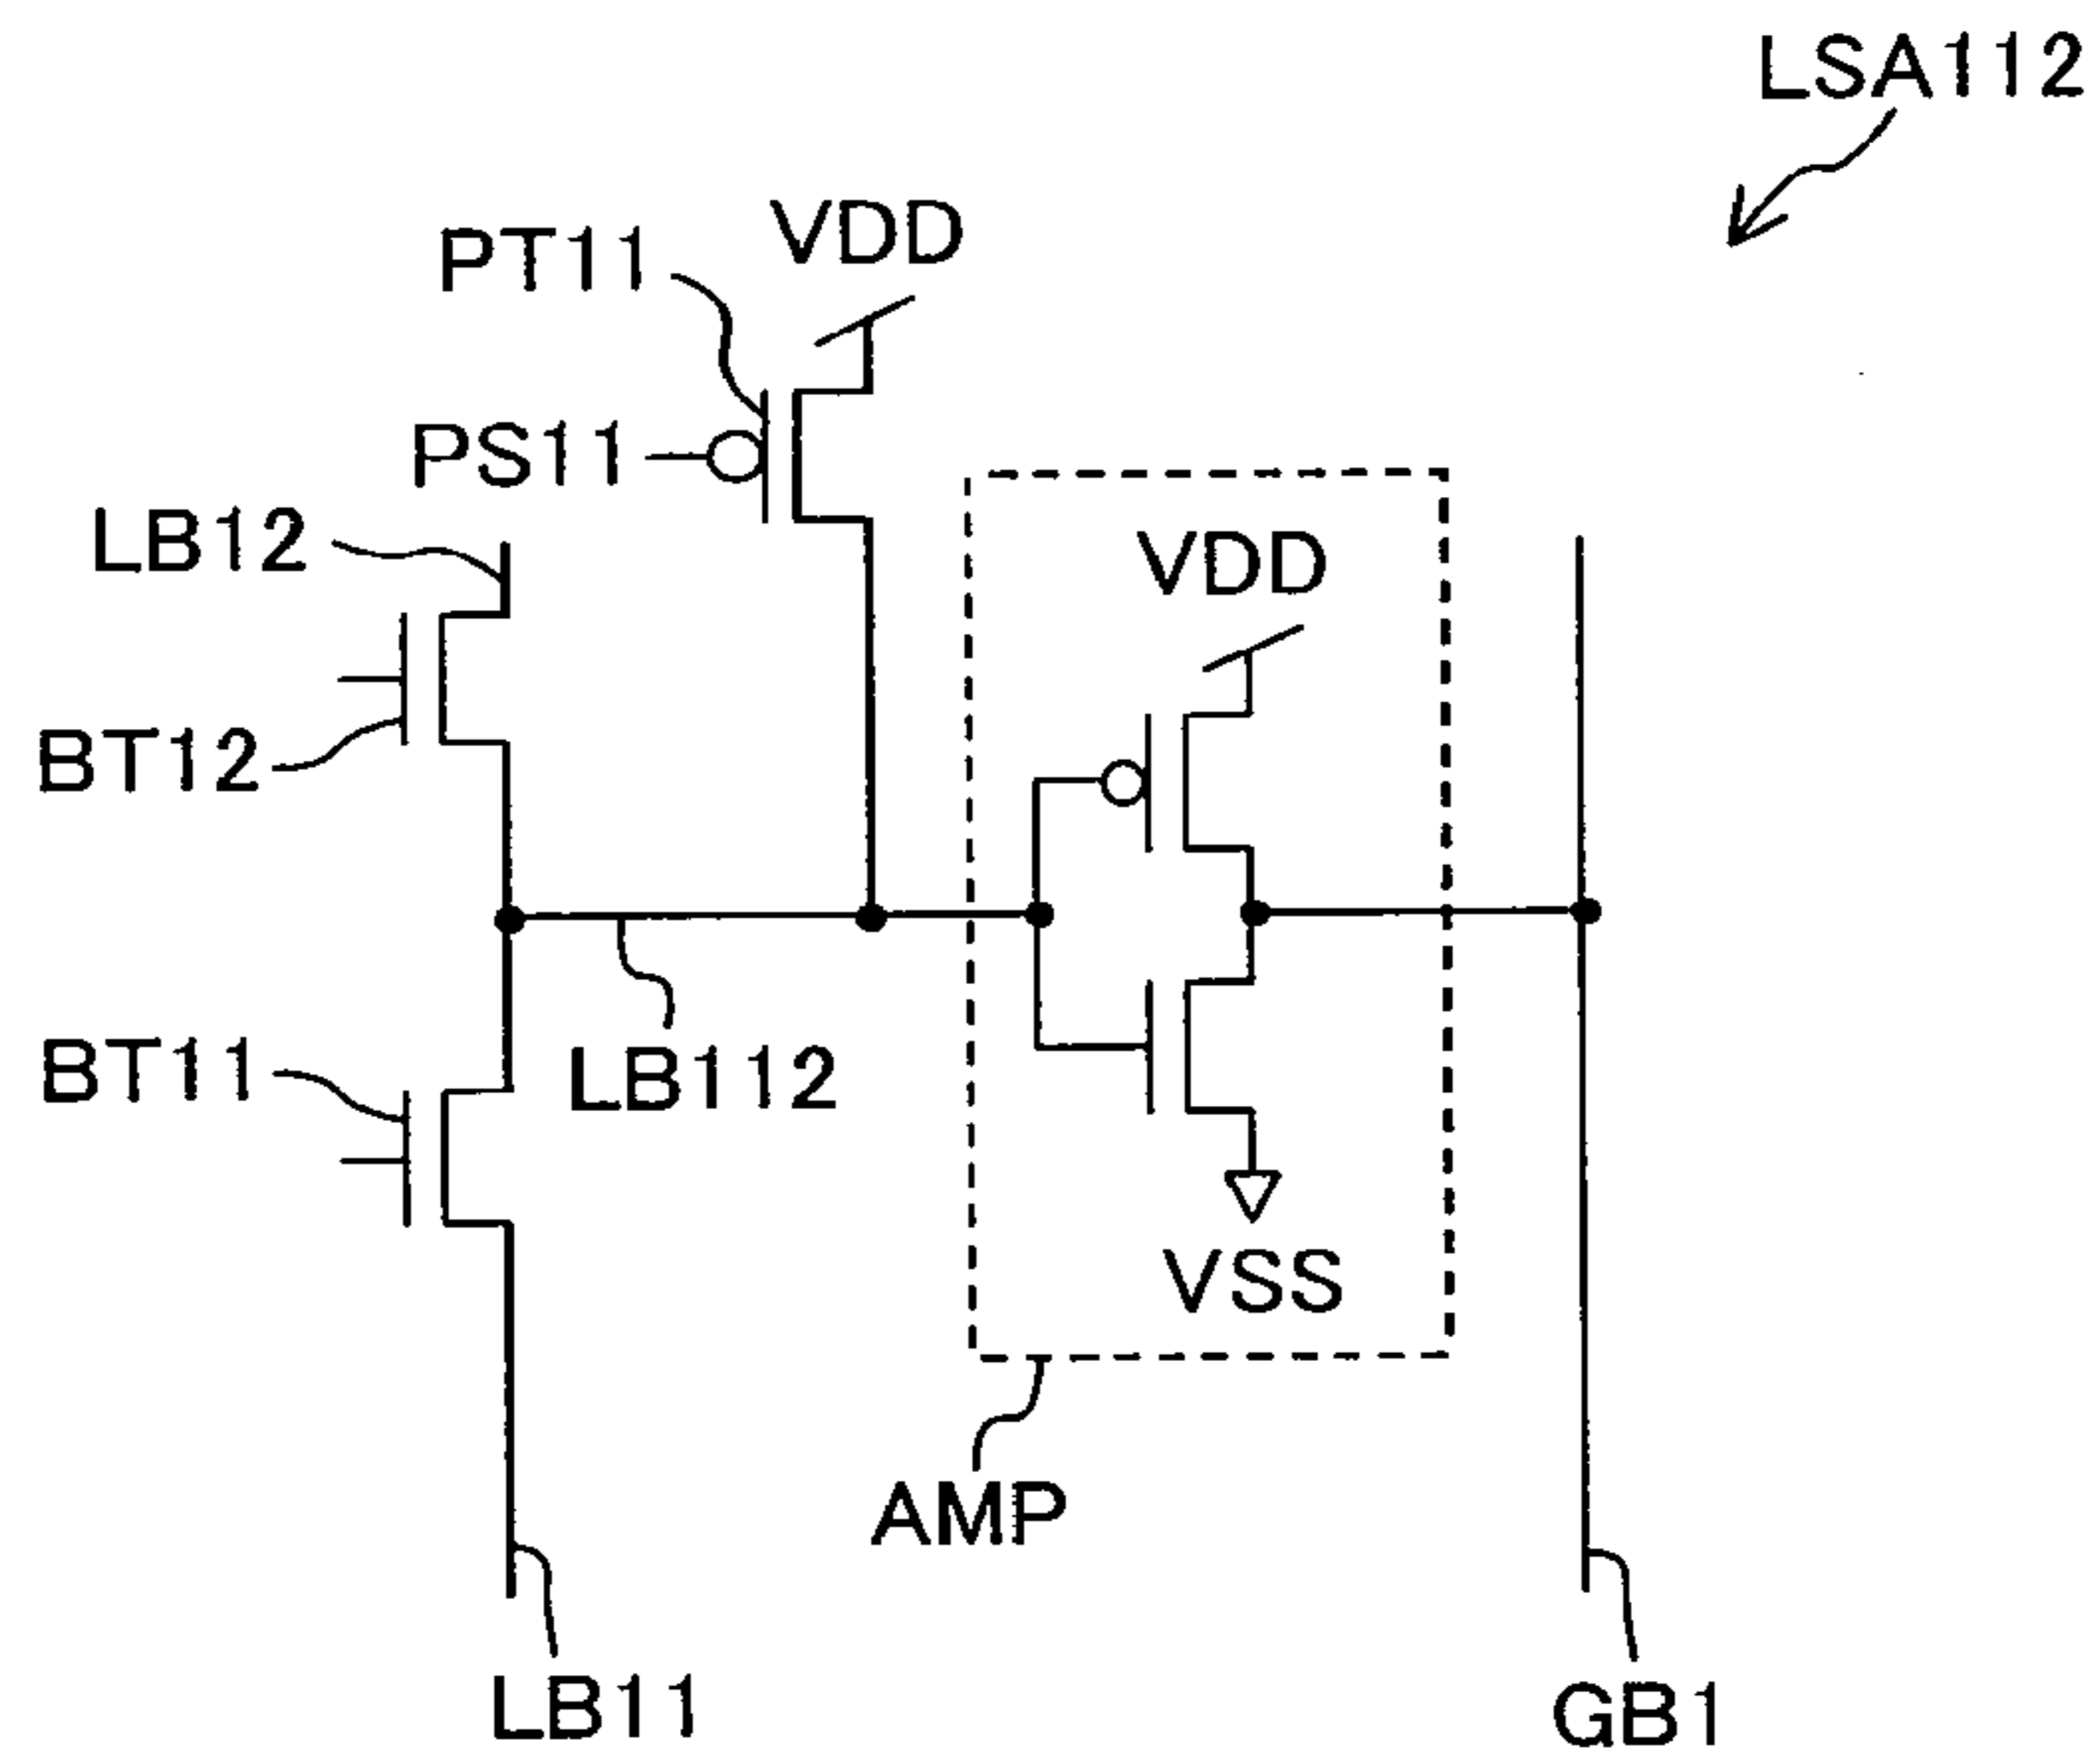 LSA112
PT11
VDD
PS11
LB12
VDD
BT12
BT11
LB112
VSS
AMP
LB11
GB1